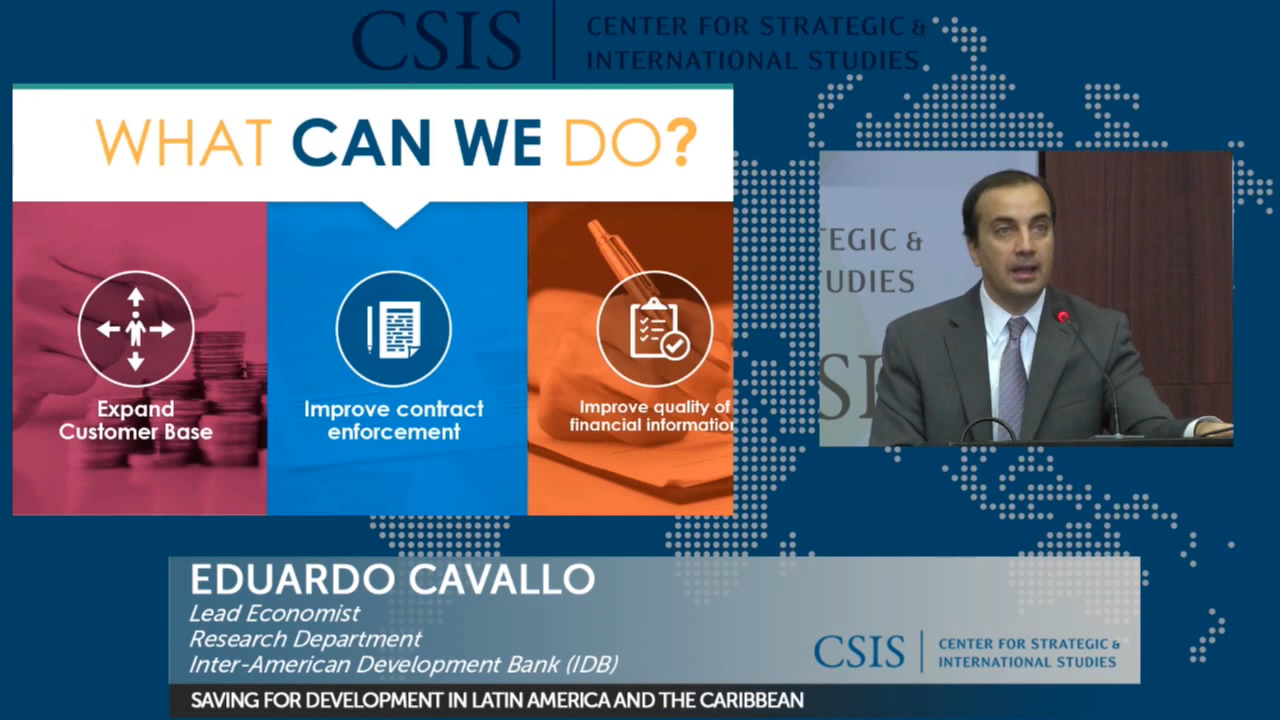 CSIS
CENTER FOR STRATEGIC &
INTERNATIONAL STUDIES
WHAT CAN WE DO?
Expand
Customer Base
Improve contract
enforcement
Improve quality of
financial information
TEGIC &
UDIES
SI
EDUARDO CAVALLO
Lead Economist
Research Department
Inter-American Development Bank (IDB)
CSIS
CENTER FOR STRATEGIC &
INTERNATIONAL STUDIES
SAVING FOR DEVELOPMENT IN LATIN AMERICA AND THE CARIBBEAN